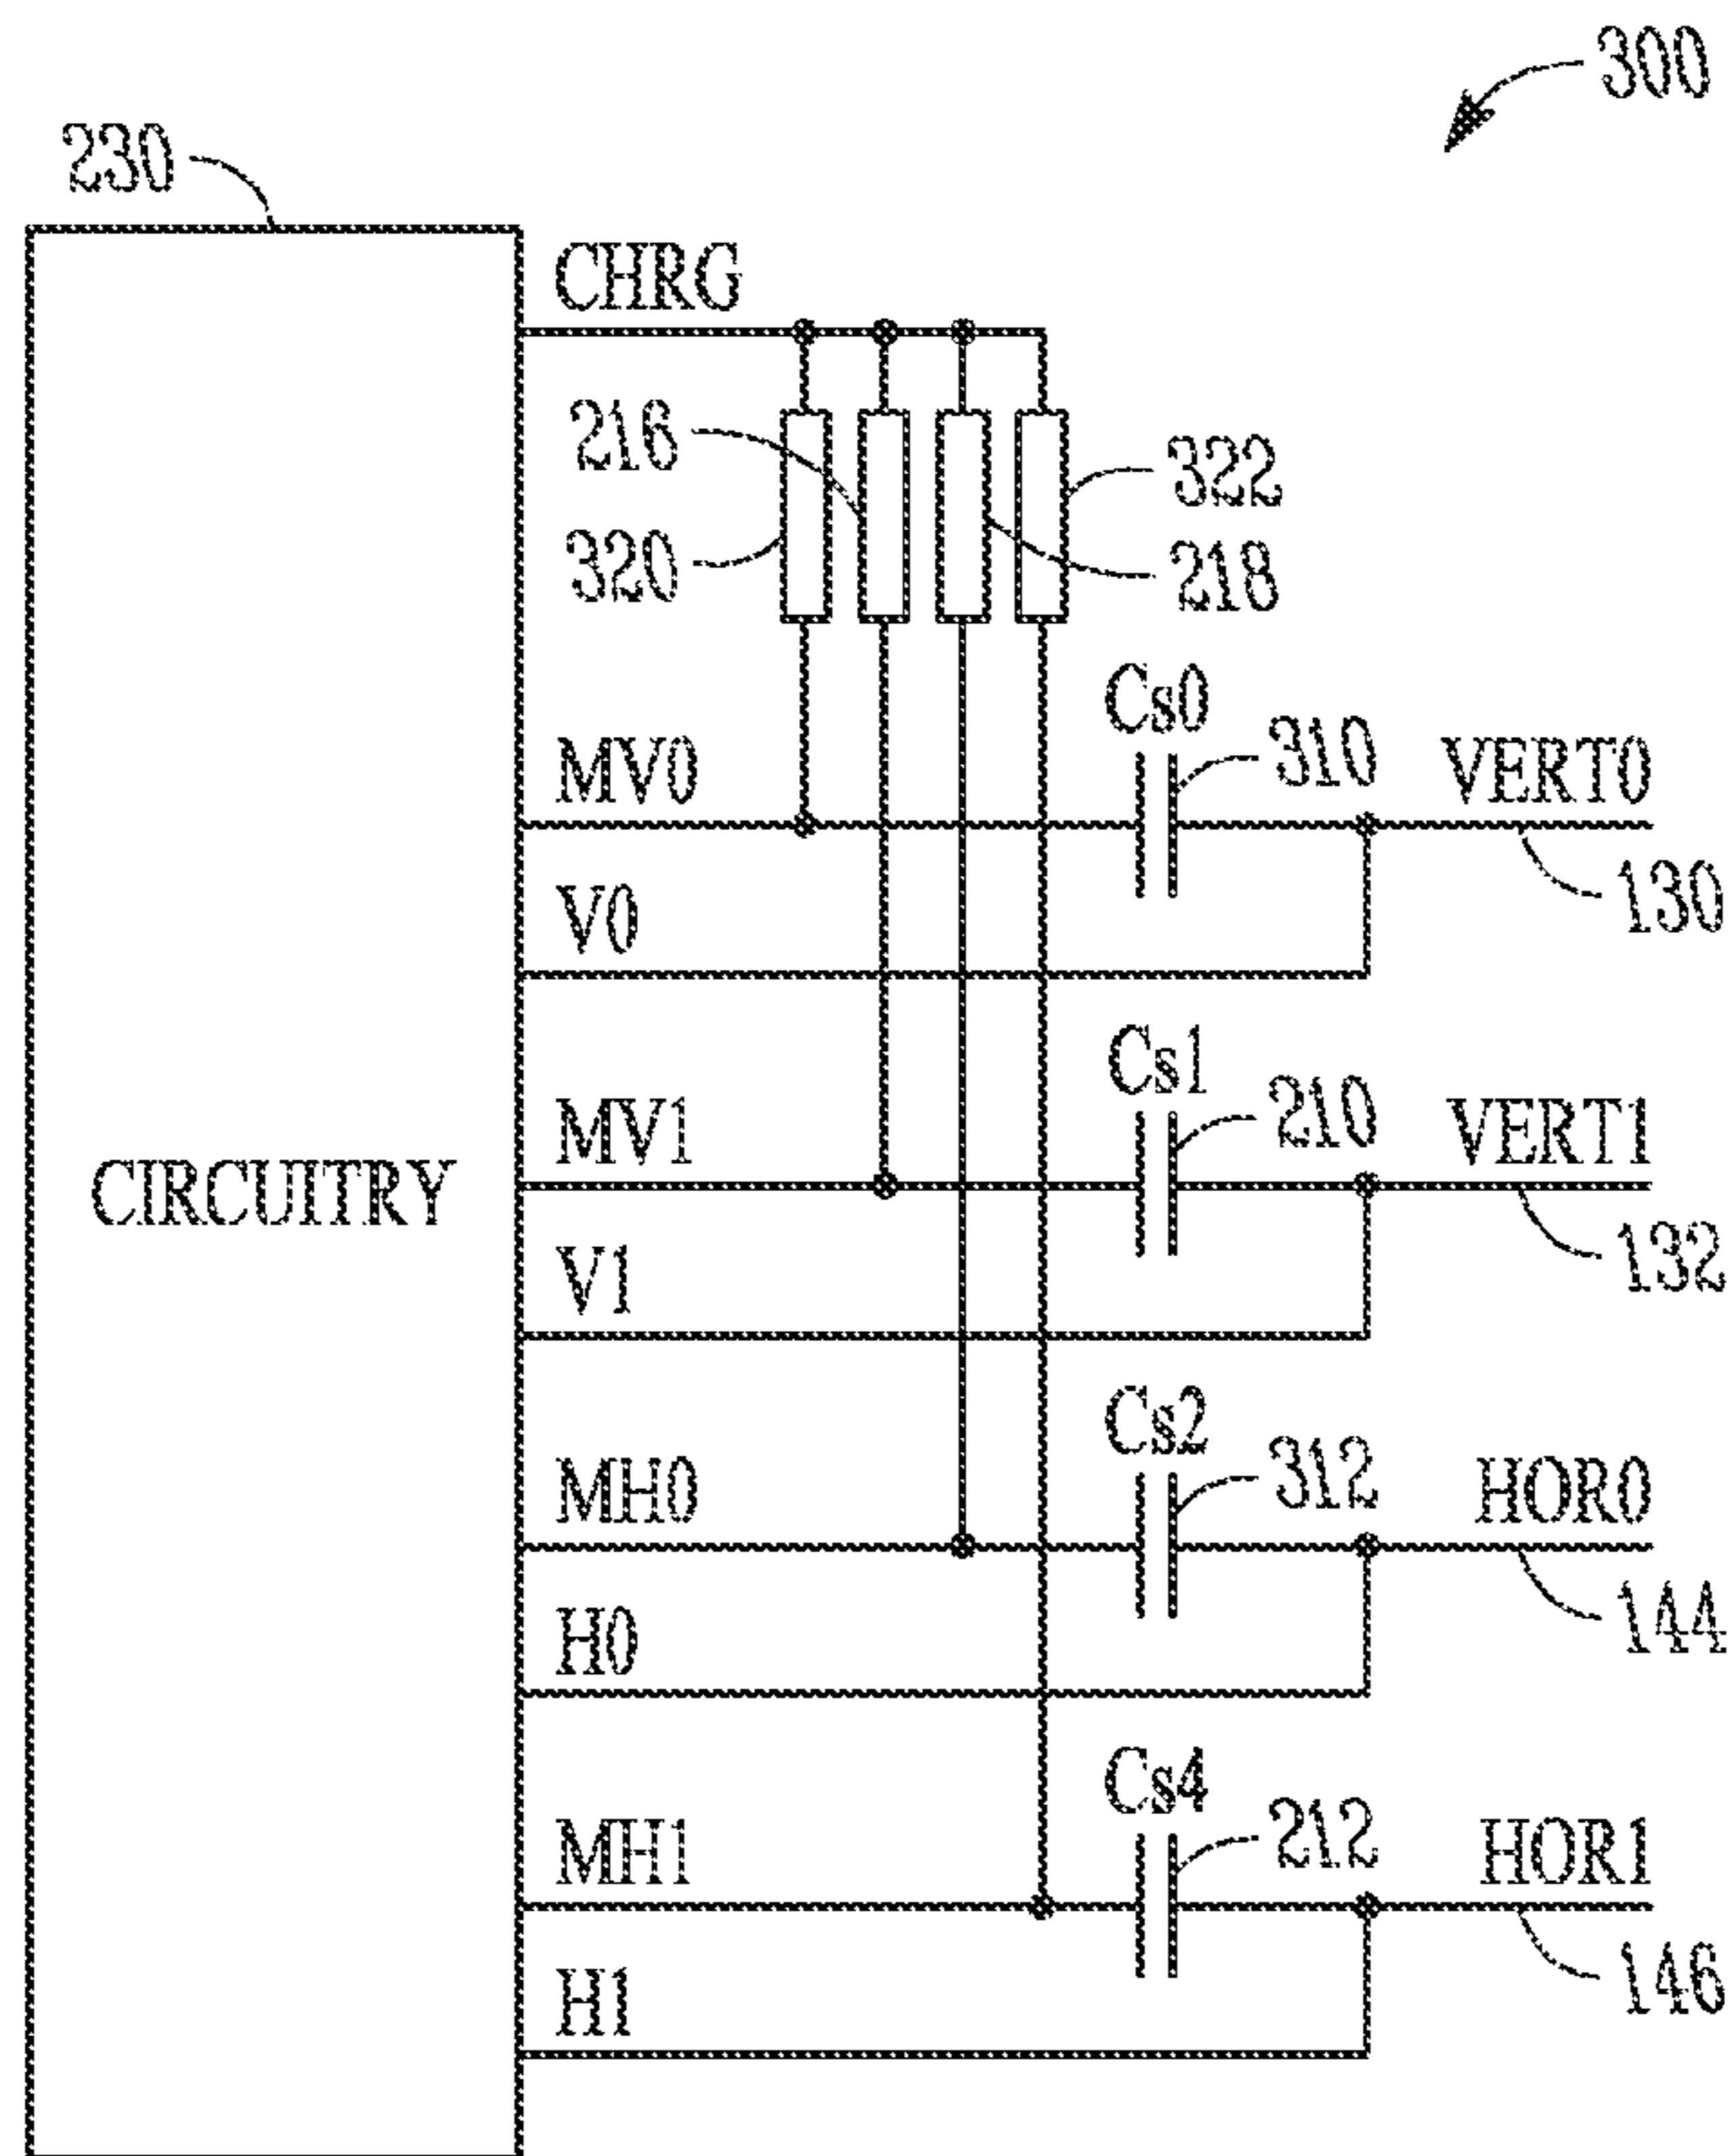 300
230
CHRG
216
322
320
218
Cs0
MV0
310
VERT0
V0
130
Cs1
MV1
210
VERT1
CIRCUITRY
V1
132
Cs2
MH0
312
HOR0
H0
144
Cs4
MH1
212
HOR1
H1
146